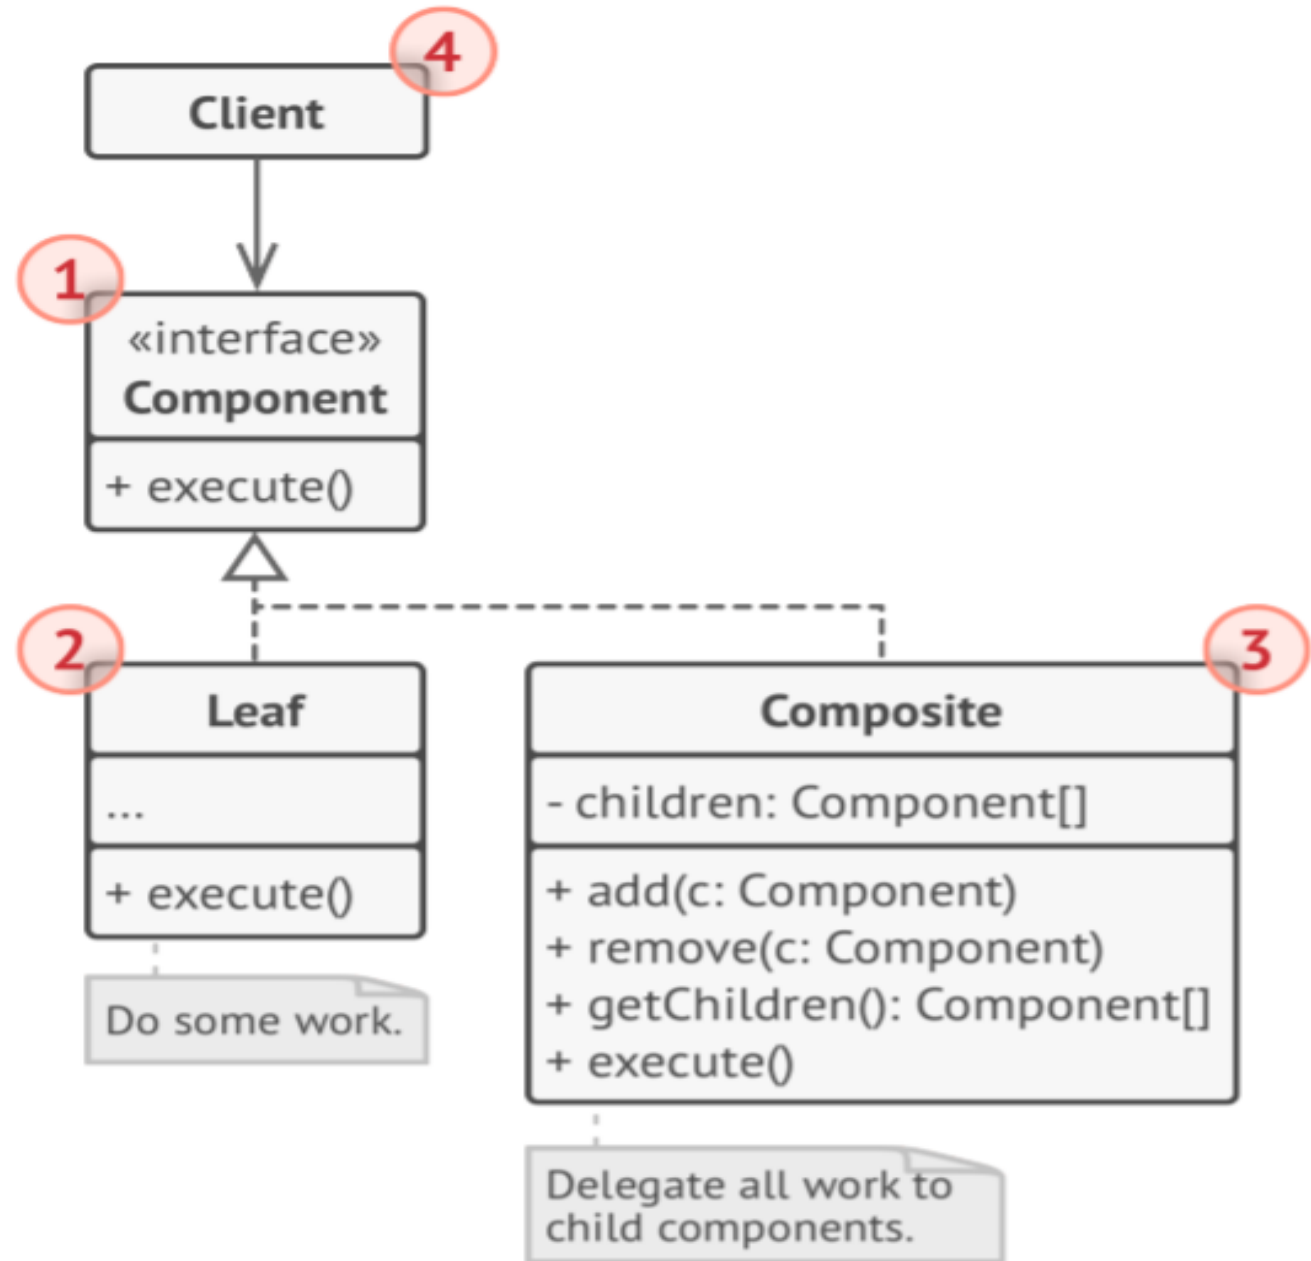 4
Client
1
«interface»
Component
+ execute()
2
Leaf
...
+ execute()
Do some work.
3
Composite
- children: Component[]
+ add(c: Component)
+ remove(c: Component)
+ getChildren(): Component[]
+ execute()
Delegate all work to
child components.